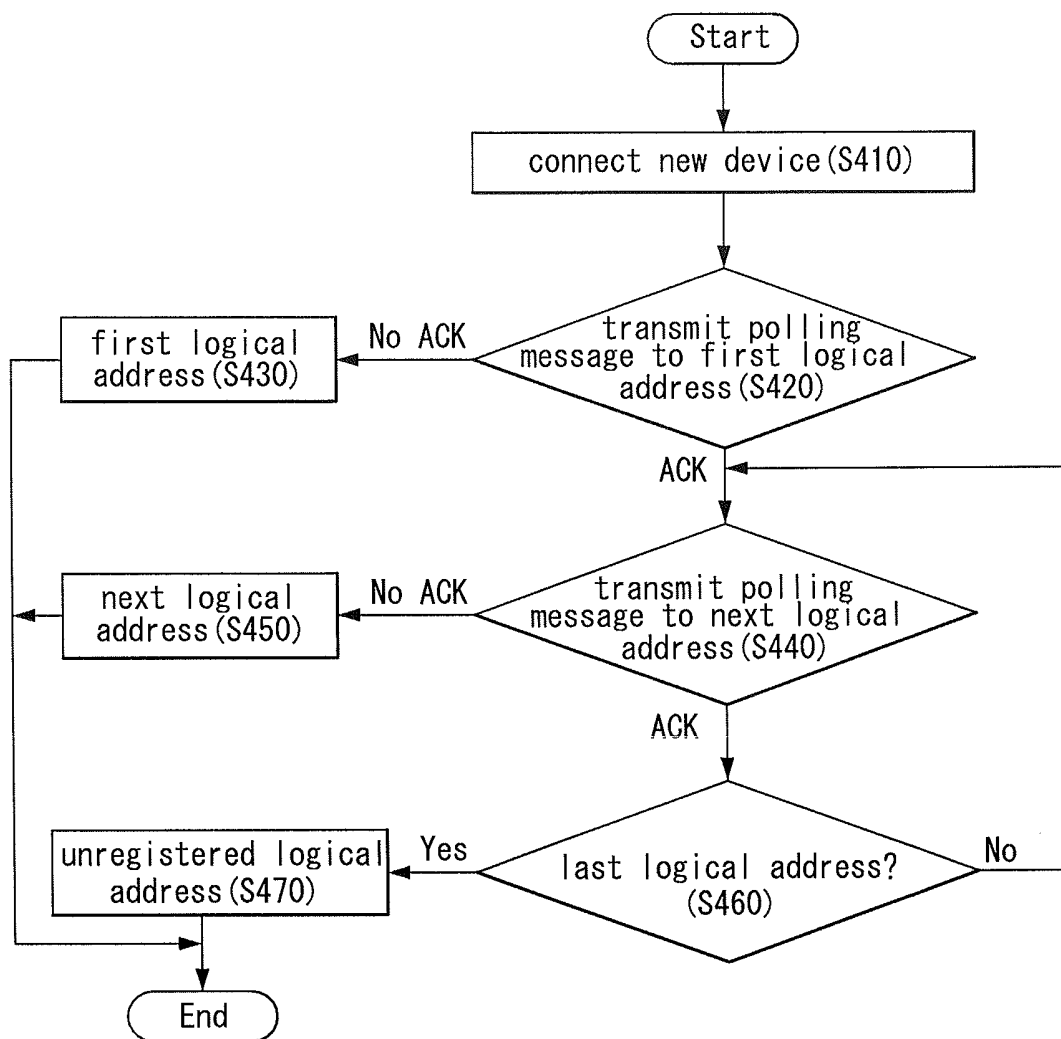 Start
connect new device(S410)
transmit polling
message to first logical
address(S420)
No ACK
first logical
address(S430)
ACK
transmit polling
message to next logical
address(S440)
No ACK
next logical
address(S450)
ACK
last logical address?
(S460)
Yes
No
unregistered logical
address(S470)
End